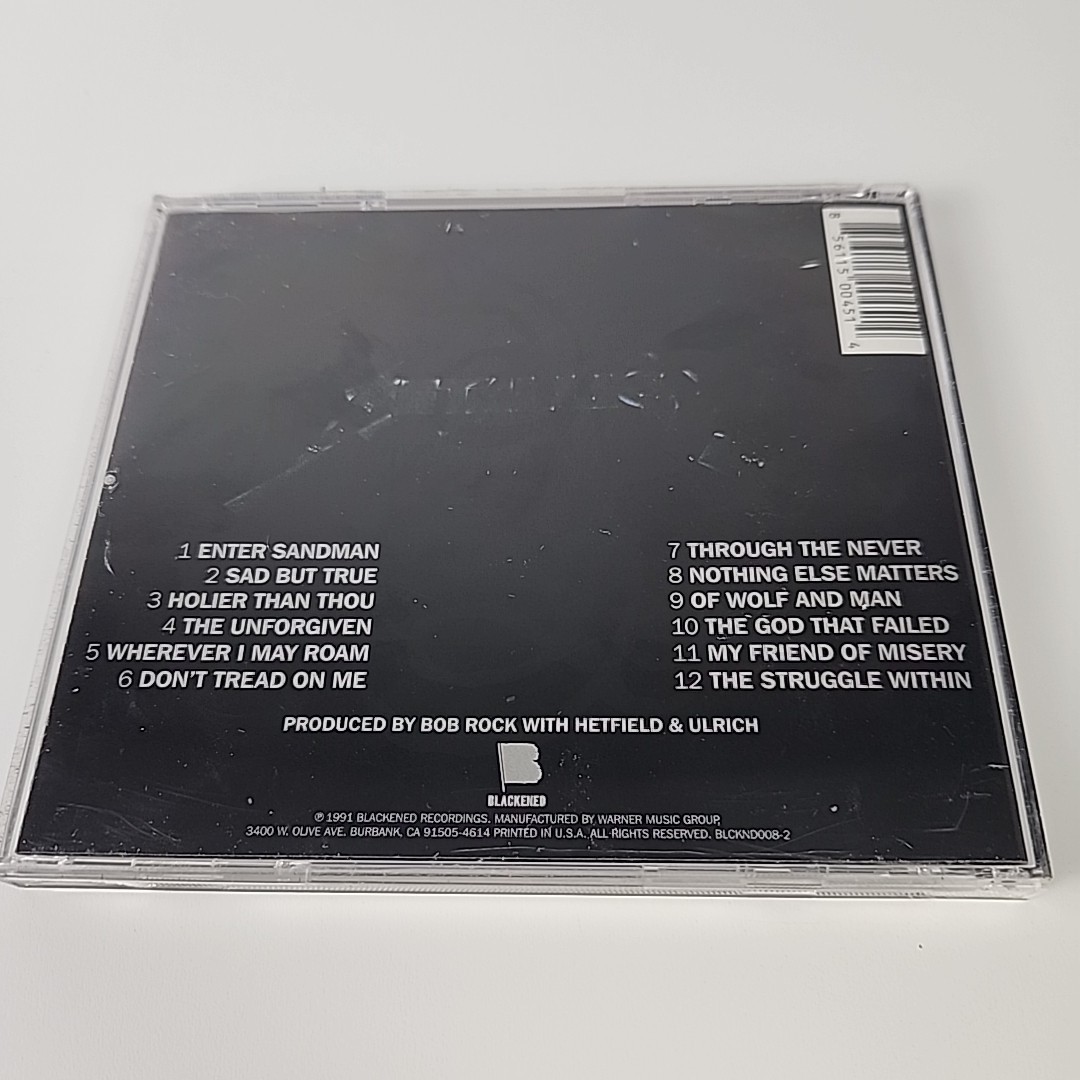 8 56115 00451 4
1 ENTER SANDMAN
2 SAD BUT TRUE
3 HOLIER THAN THOU
4 THE UNFORGIVEN
5 WHEREVER I MAY ROAM
6 DON'T TREAD ON ME
7 THROUGH THE NEVER
8 NOTHING ELSE MATTERS
9 OF WOLF AND MAN
10 THE GOD THAT FAILED
11 MY FRIEND OF MISERY
12 THE STRUGGLE WITHIN
PRODUCED BY BOB ROCK WITH HETFIELD & ULRICH
B
BLACKENED
℗ 1991 BLACKENED RECORDINGS. MANUFACTURED BY WARNER MUSIC GROUP,
3400 W. OLIVE AVE. BURBANK, CA 91505-4614 PRINTED IN U.S.A. ALL RIGHTS RESERVED. BLCKND008-2